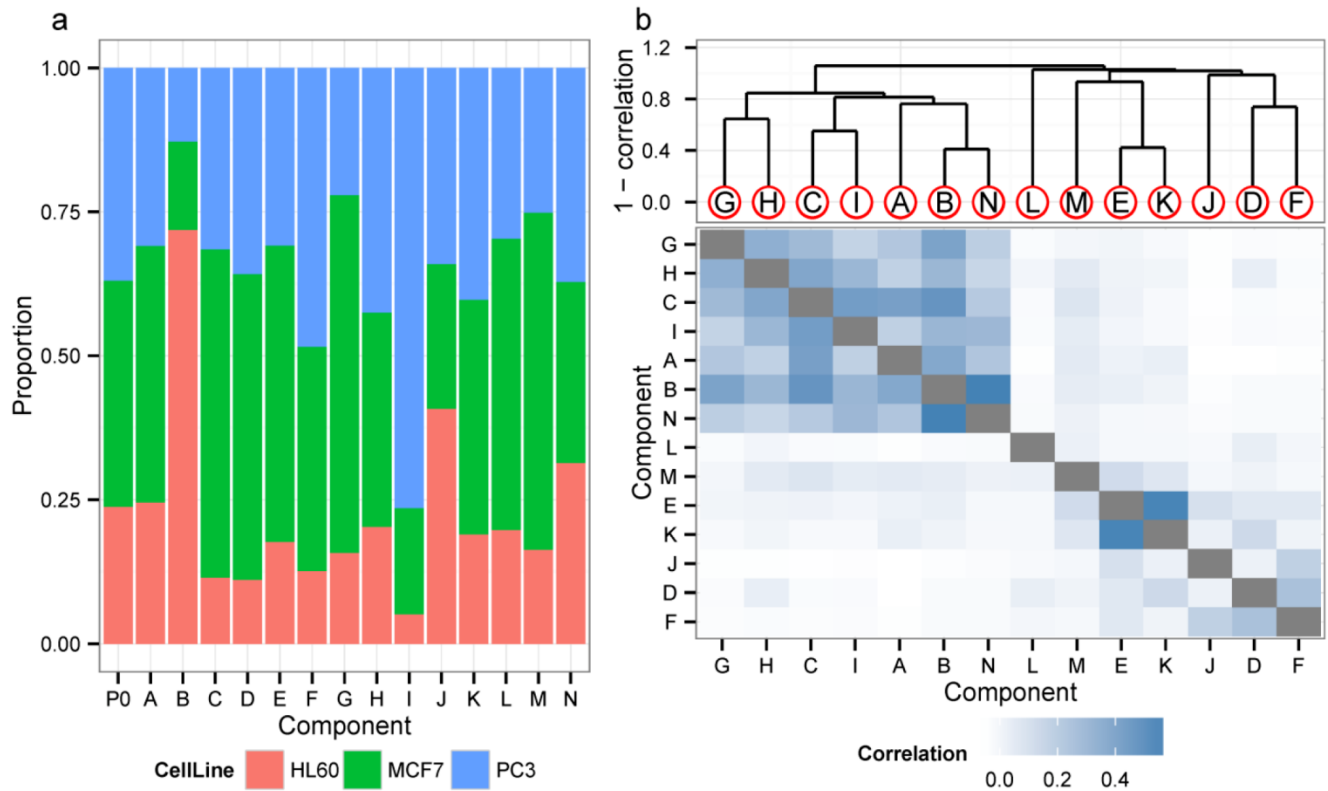 a
1.00
0.75
0.50
0.25
0.00
Proportion
P0 A B C D E F G H I J K L M N
Component
CellLine HL60 MCF7 PC3
b
1.2
0.8
0.4
0.0
1 − correlation
G H C I A B N L M E K J D F
G
H
C
I
A
B
N
L
M
E
K
J
D
F
Component
G H C I A B N L M E K J D F
Component
Correlation
0.0 0.2 0.4